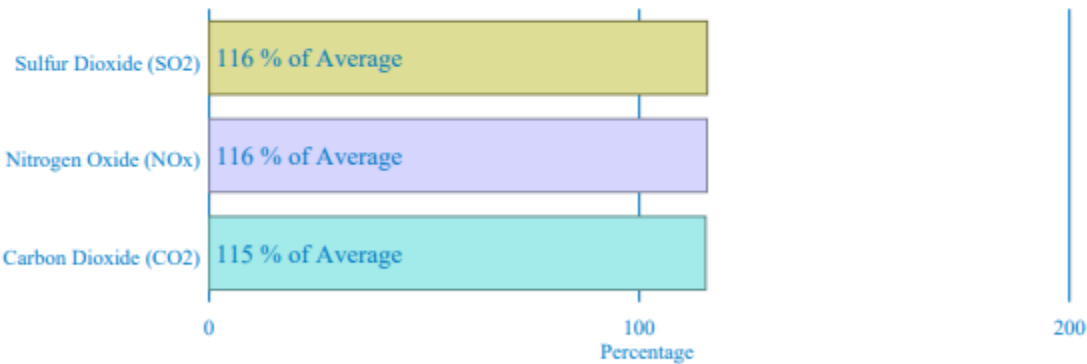 Sulfur Dioxide (SO2) 116 % of Average
Nitrogen Oxide (NOx) 116 % of Average
Carbon Dioxide (CO2) 115 % of Average
0 100 200
Percentage